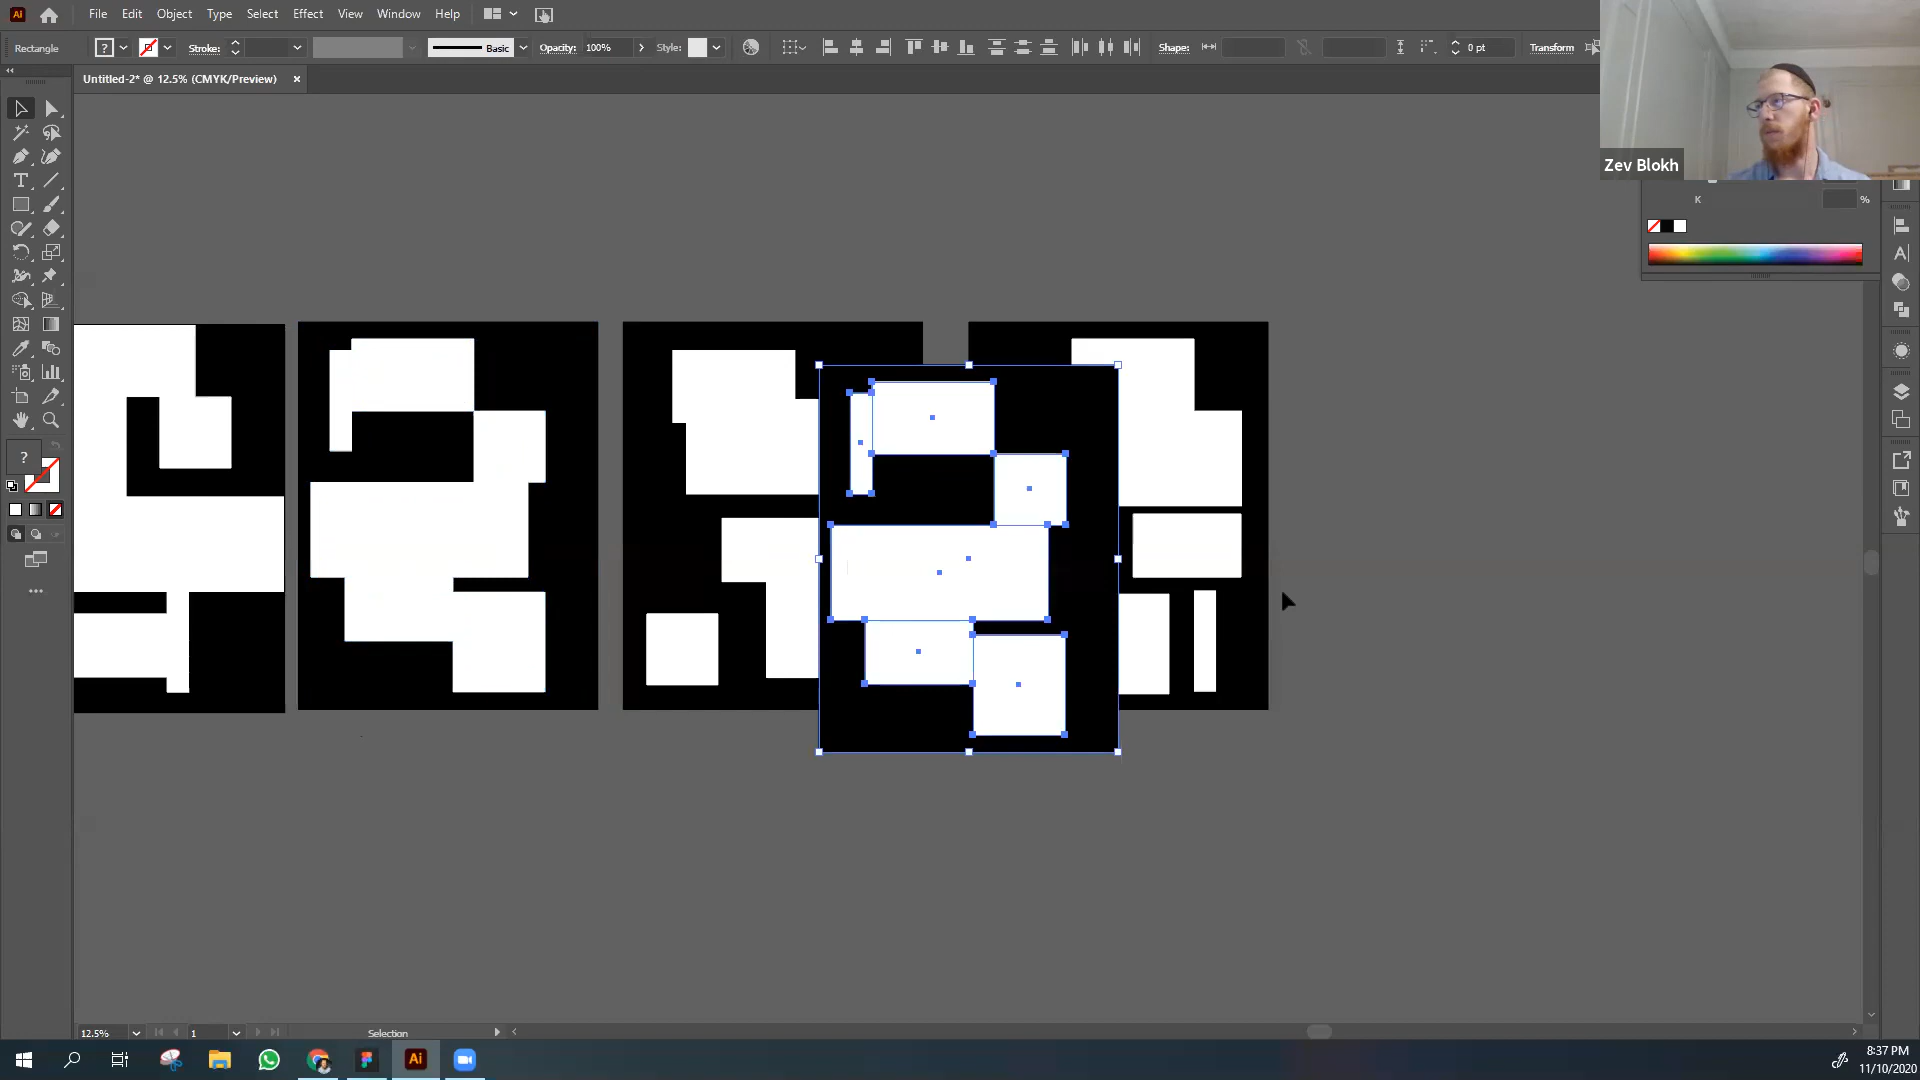 Ai File Edit Object Type Select Effect View Window Help
Rectangle ? Stroke: Basic Opacity: 100% Style: Shape: 0 pt Transform
Untitled-2* @ 12.5% (CMYK/Preview) ×
Zev Blokh
K %
?
12.5% 1 Selection
Ai
8:37 PM
11/10/2020